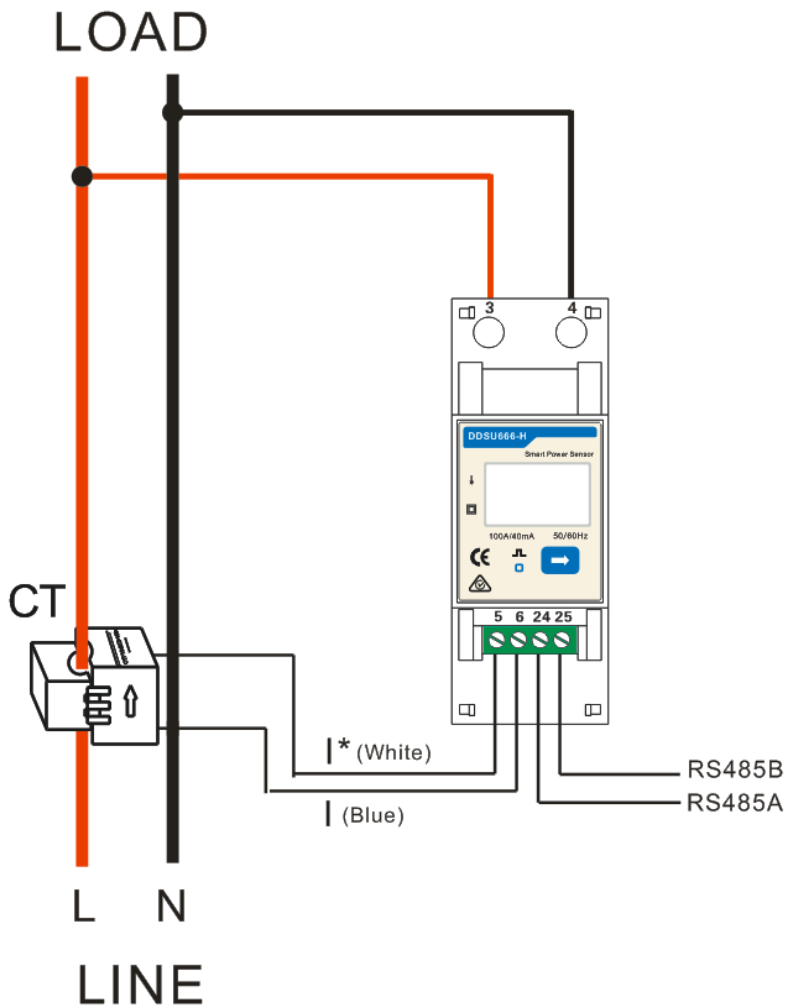 LOAD
3 4
DDSU666-H
Smart Power Sensor
100A/40mA 50/60Hz
CE
CT
5 6 24 25
I* (White)
RS485B
I (Blue)
RS485A
L N
LINE